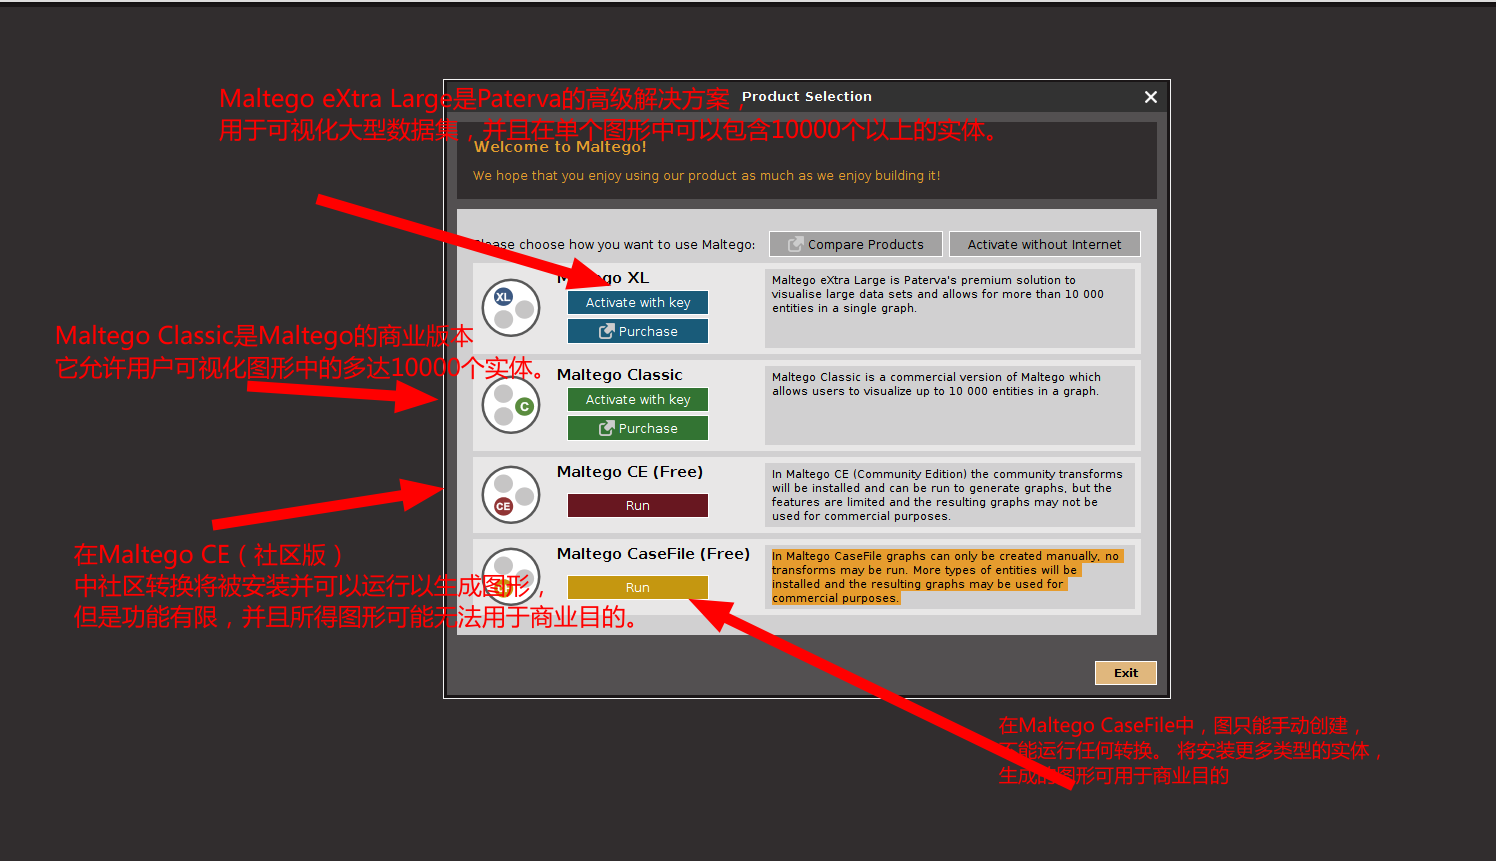 Maltego eXtra Large是Paterva的高级解决方案，
用于可视化大型数据集，并且在单个图形中可以包含10000个以上的实体。
Product Selection
Welcome to Maltego!
We hope that you enjoy using our product as much as we enjoy building it!
Please choose how you want to use Maltego:
Compare Products
Activate without Internet
XL
Maltego XL
Activate with key
Purchase
Maltego eXtra Large is Paterva's premium solution to
visualise large data sets and allows for more than 10 000
entities in a single graph.
Maltego Classic是Maltego的商业版本
它允许用户可视化图形中的多达10000个实体。
C
Maltego Classic
Activate with key
Purchase
Maltego Classic is a commercial version of Maltego which
allows users to visualize up to 10 000 entities in a graph.
CE
Maltego CE (Free)
Run
In Maltego CE (Community Edition) the community transforms
will be installed and can be run to generate graphs, but the
features are limited and the resulting graphs may not be
used for commercial purposes.
在Maltego CE（社区版）
中社区转换将被安装并可以运行以生成图形，
但是功能有限，并且所得图形可能无法用于商业目的。
Maltego CaseFile (Free)
Run
In Maltego CaseFile graphs can only be created manually, no
transforms may be run. More types of entities will be
installed and the resulting graphs may be used for
commercial purposes.
Exit
在Maltego CaseFile中，图只能手动创建，
不能运行任何转换。 将安装更多类型的实体，
生成的图形可用于商业目的